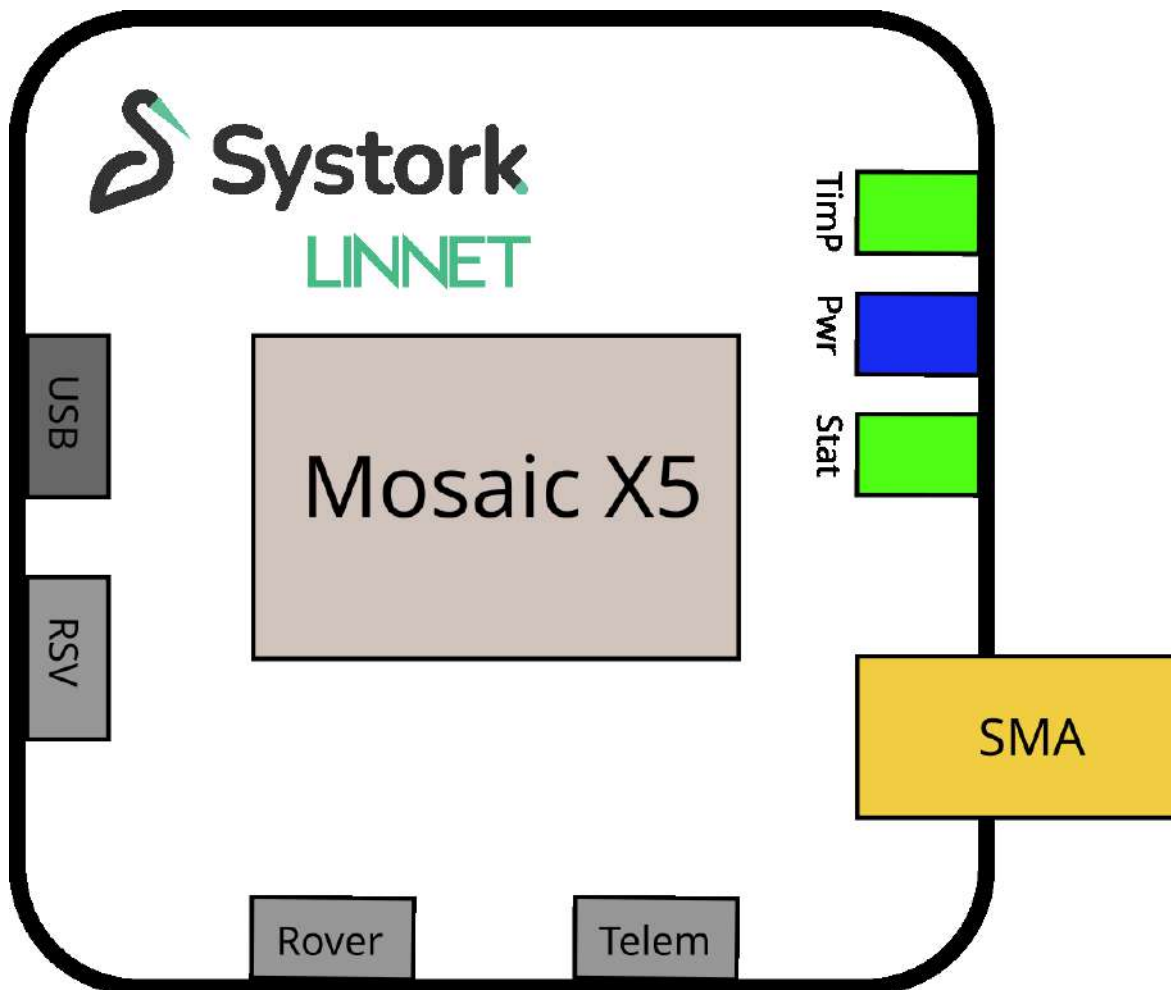 Systork
LINNET
TimP
Pwr
Stat
USB
Mosaic X5
RSV
SMA
Rover
Telem